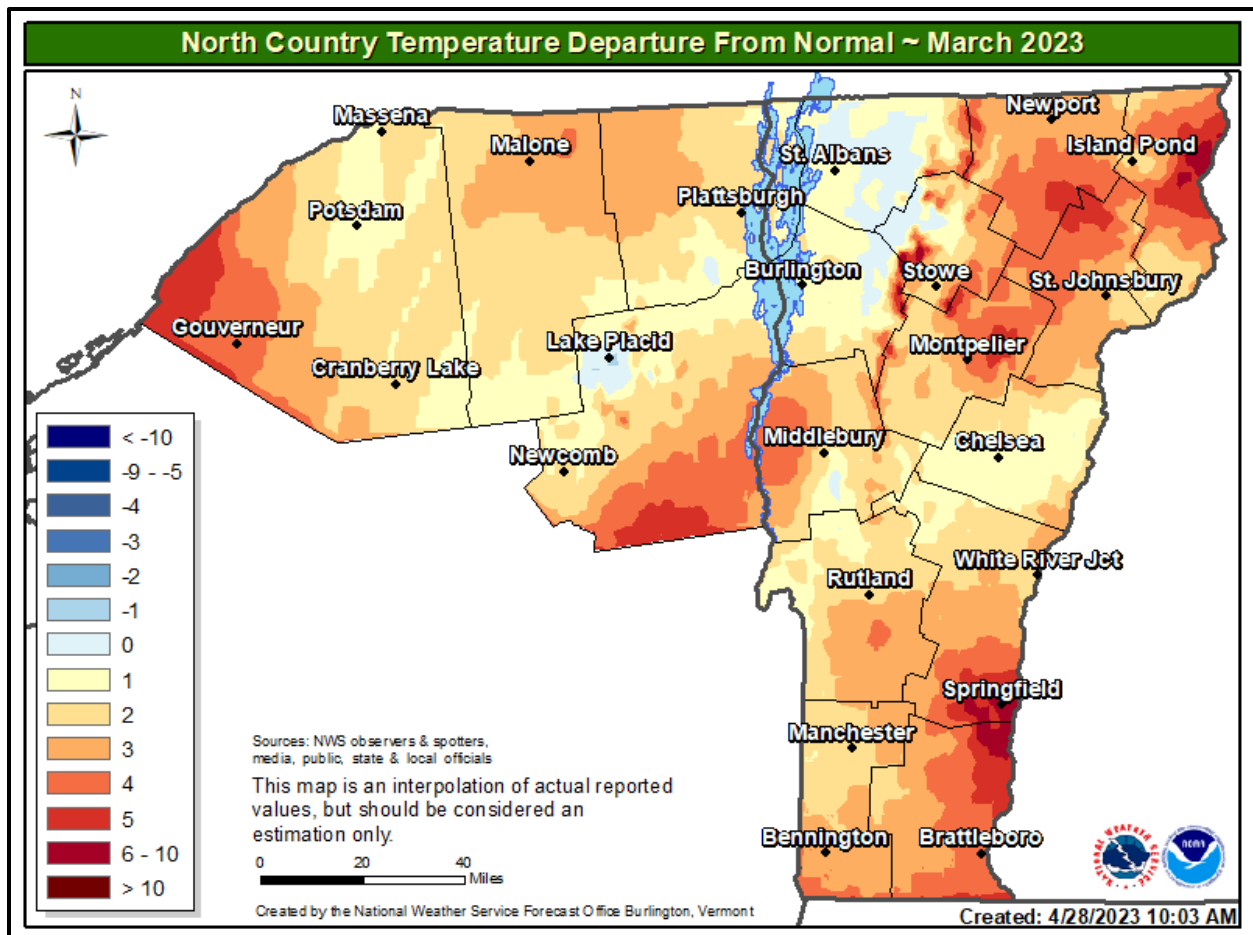 North Country Temperature Departure From Normal ~ March 2023
N
Massena
Malone
Newport
Island Pond
St. Albans
Potsdam
Plattsburgh
Burlington
Stowe
St. Johnsbury
Gouverneur
Lake Placid
Montpelier
Cranberry Lake
Middlebury
Chelsea
Newcomb
White River Jct
Rutland
Springfield
Manchester
Bennington
Brattleboro
< -10
-9 - -5
-4
-3
-2
-1
0
1
2
3
4
5
6 - 10
> 10
Sources: NWS observers & spotters,
media, public, state & local officials
This map is an interpolation of actual reported
values, but should be considered an
estimation only.
0 20 40
Miles
Created by the National Weather Service Forecast Office Burlington, Vermont
NATIONAL WEATHER SERVICE
NOAA
Created: 4/28/2023 10:03 AM